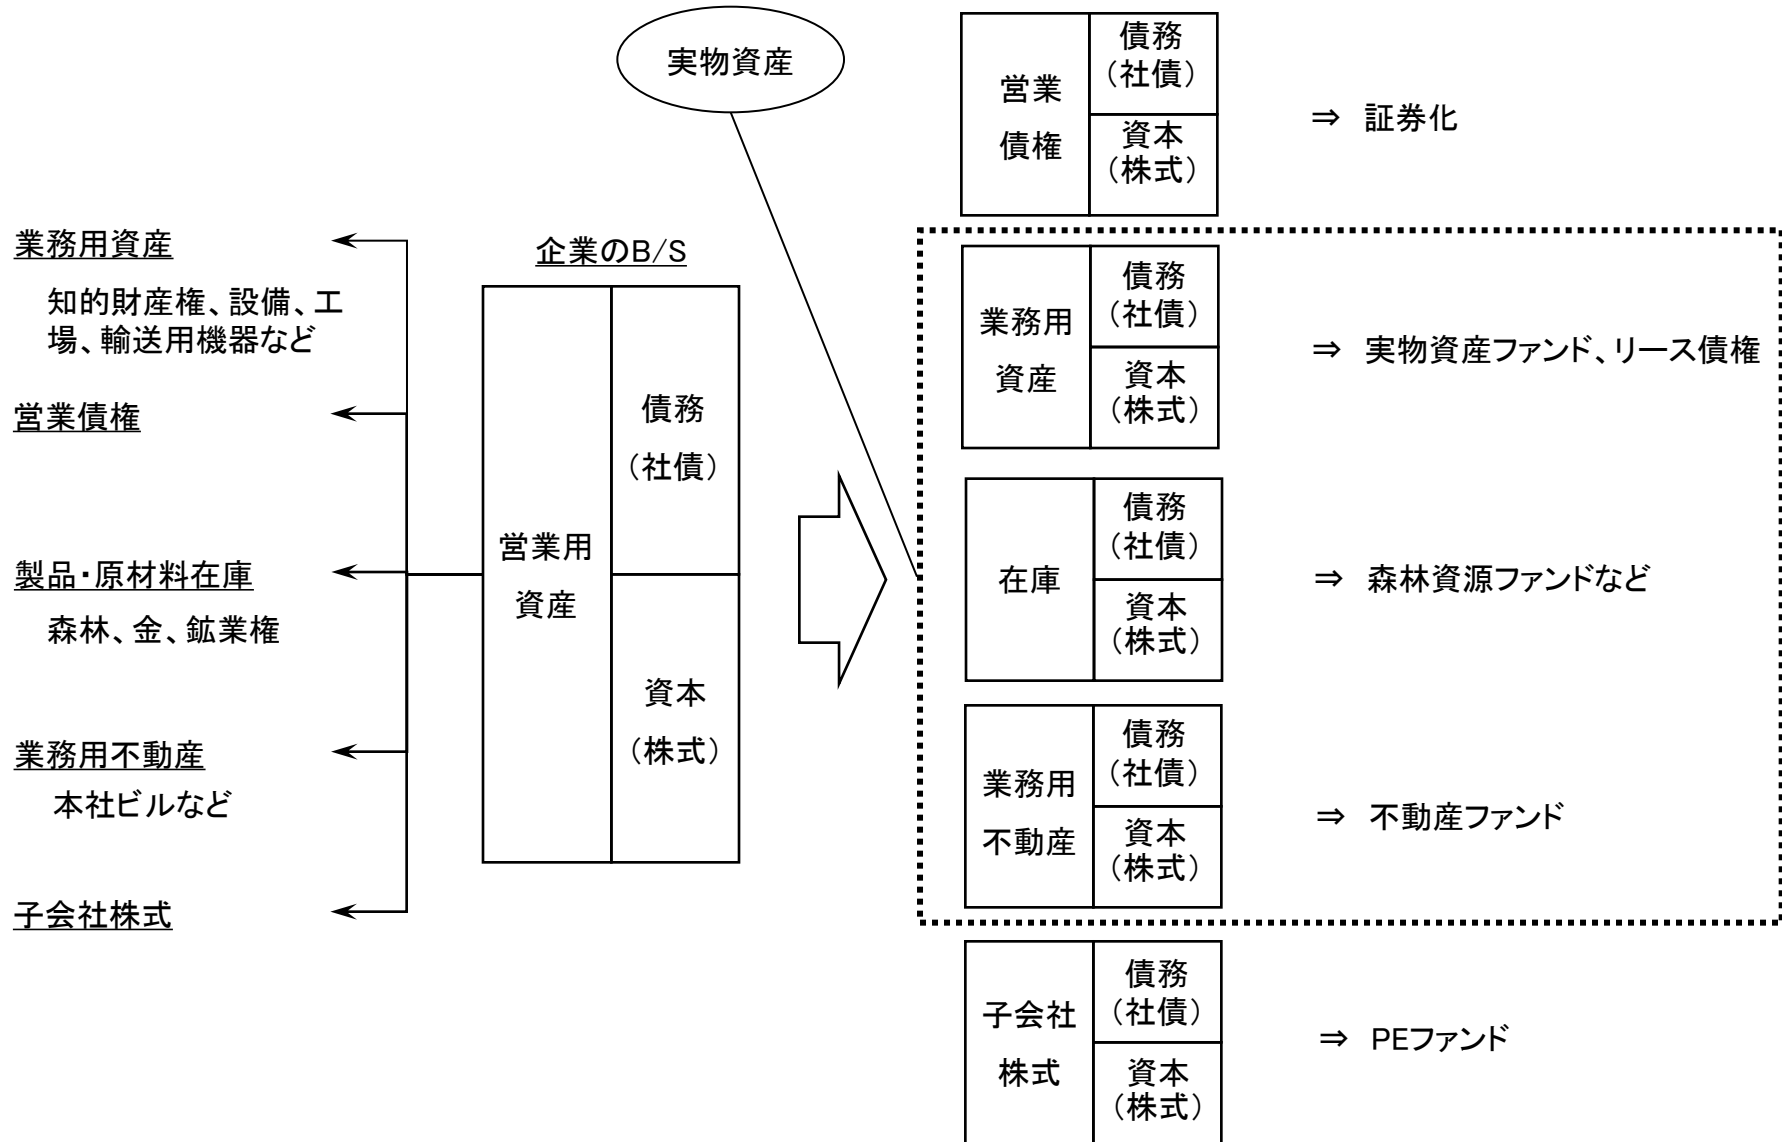 実物資産
業務用資産
知的財産権、設備、工
場、輸送用機器など
営業債権
製品・原材料在庫
森林、金、鉱業権
業務用不動産
本社ビルなど
子会社株式
企業のB/S
営業用
資産
債務
（社債）
資本
（株式）
営業
債権
債務
（社債）
資本
（株式）
⇒ 証券化
業務用
資産
債務
（社債）
資本
（株式）
⇒ 実物資産ファンド、リース債権
在庫
債務
（社債）
資本
（株式）
⇒ 森林資源ファンドなど
業務用
不動産
債務
（社債）
資本
（株式）
⇒ 不動産ファンド
子会社
株式
債務
（社債）
資本
（株式）
⇒ PEファンド